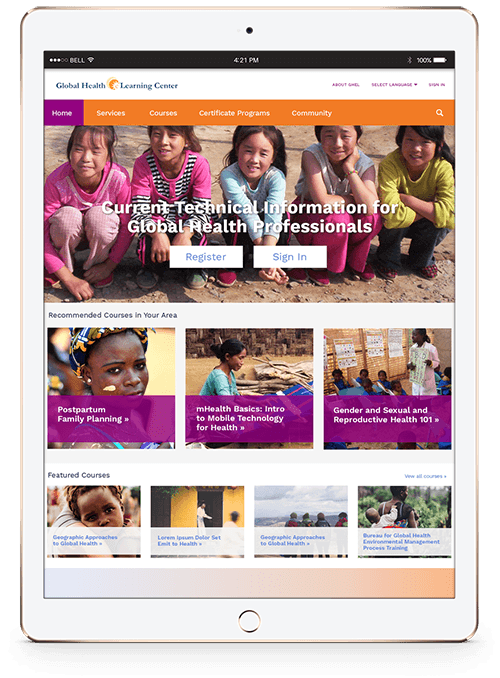 BELL
4:21 PM
100%
Global Health Learning Center
ABOUT GHEL
SELECT LANGUAGE
SIGN IN
Home
Services
Courses
Certificate Programs
Community
Current Technical Information for
Global Health Professionals
Register
Sign In
Recommended Courses in Your Area
Postpartum
Family Planning »
mHealth Basics: Intro
to Mobile Technology
for Health »
Gender and Sexual and
Reproductive Health 101 »
Featured Courses
Vew all courses »
Geographic Approaches
to Global Health »
Lorem Ipsum Dolor Set
Emit to Health »
Geographic Approaches
to Global Health »
Bureau for Global Health
Environmental Management
Process Training